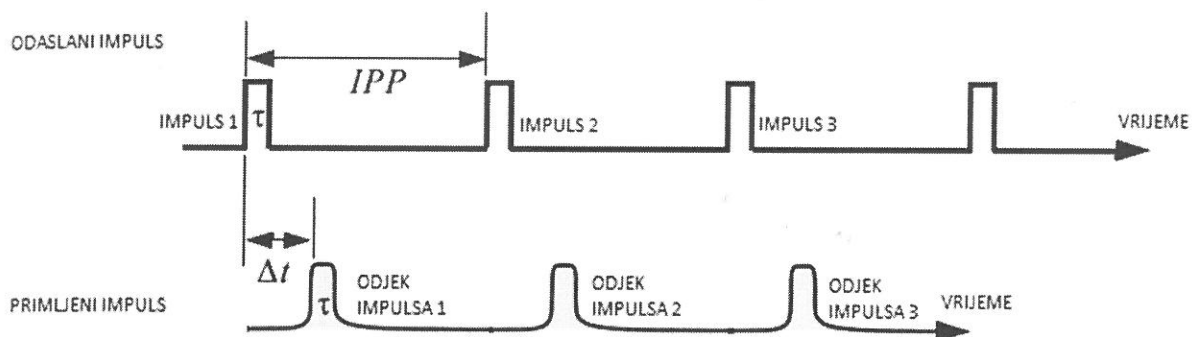 ODASLANI IMPULS
IPP
IMPULS 1
τ
IMPULS 2
IMPULS 3
VRIJEME
Δt
PRIMLJENI IMPULS
τ
ODJEK
IMPULSA 1
ODJEK
IMPULSA 2
ODJEK
IMPULSA 3
VRIJEME